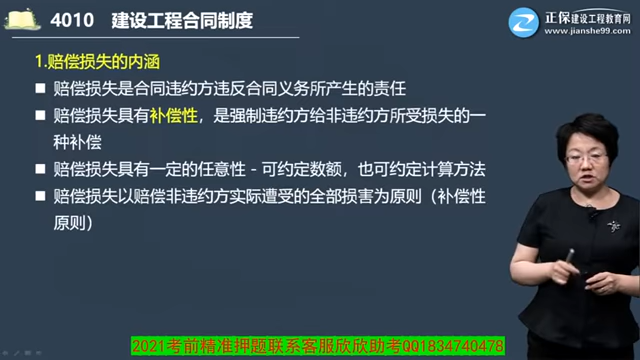 4010 建设工程合同制度
正保建设工程教育网
www.jianshe99.com
1.赔偿损失的内涵
赔偿损失是合同违约方违反合同义务所产生的责任
赔偿损失具有补偿性，是强制违约方给非违约方所受损失的一
种补偿
赔偿损失具有一定的任意性－可约定数额，也可约定计算方法
赔偿损失以赔偿非违约方实际遭受的全部损害为原则（补偿性
原则）
2021考前精准押题联系客服欣欣助考QQ1834740478